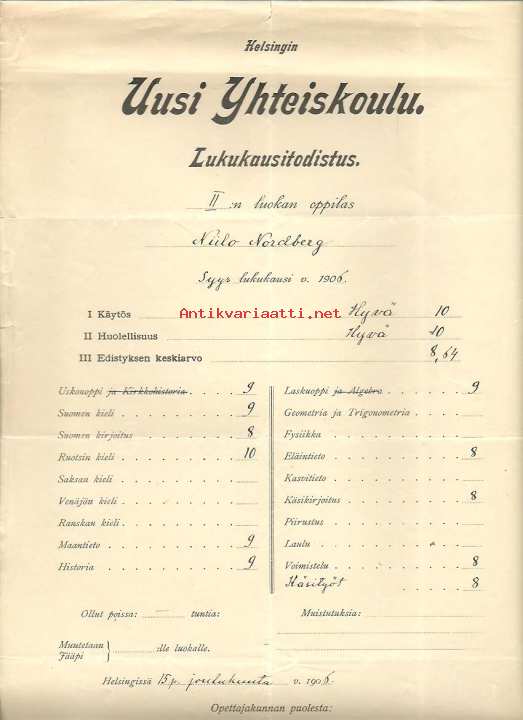 Helsingin
Uusi Yhteiskoulu.
Lukukausitodistus.
II :n luokan oppilas
Niilo Nordberg
Syys lukukausi v. 1906.
Antikvariaatti.net
I Käytös Hyvä 10
II Huolellisuus Hyvä 10
III Edistyksen keskiarvo 8,64
Uskonoppi ja Kirkkohistoria . . . . 9
Suomen kieli . . . . . . . . 9
Suomen kirjoitus . . . . . . . 8
Ruotsin kieli . . . . . . . . 10
Saksan kieli . . . . . . . .
Venäjän kieli . . . . . . . .
Ranskan kieli . . . . . . . .
Maantieto . . . . . . . . 9
Historia . . . . . . . . 9
Laskuoppi ja Algebra . . . . . 9
Geometria ja Trigonometria . . . .
Fysiikka . . . . . . . .
Eläintieto . . . . . . . . 8
Kasvitieto . . . . . . . .
Käsikirjoitus . . . . . . . 8
Piirustus . . . . . . . .
Laulu . . . . . . . .
Voimistelu . . . . . . . 8
Käsityöt . . . . 8
Ollut poissa: tuntia:
Muistutuksia:
Muutetaan
Jääpi } :lle luokalle.
Helsingissä 15 p. joulukuuta v. 1906.
Opettajakunnan puolesta: